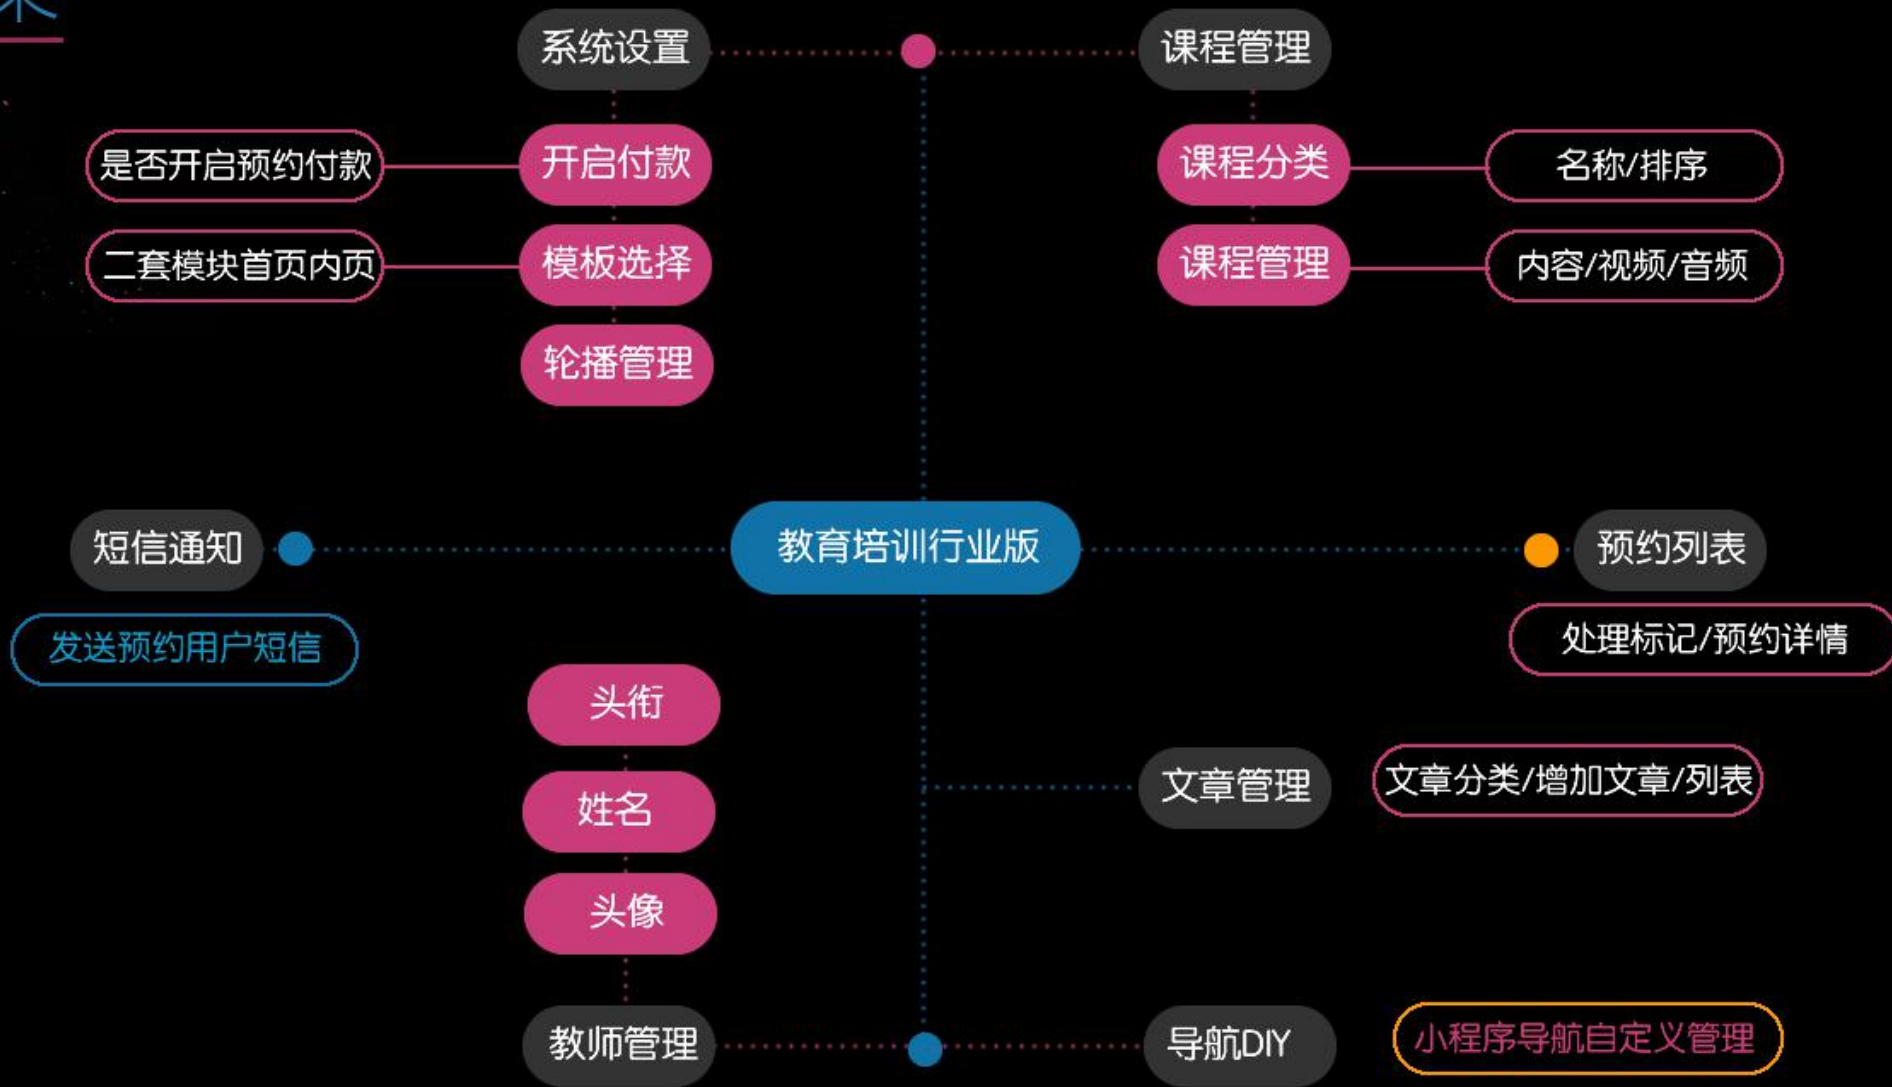 系统设置
课程管理
是否开启预约付款
开启付款
课程分类
名称/排序
二套模块首页内页
模板选择
课程管理
内容/视频/音频
轮播管理
短信通知
教育培训行业版
预约列表
发送预约用户短信
处理标记/预约详情
头衔
姓名
文章管理
文章分类/增加文章/列表
头像
教师管理
导航DIY
小程序导航自定义管理